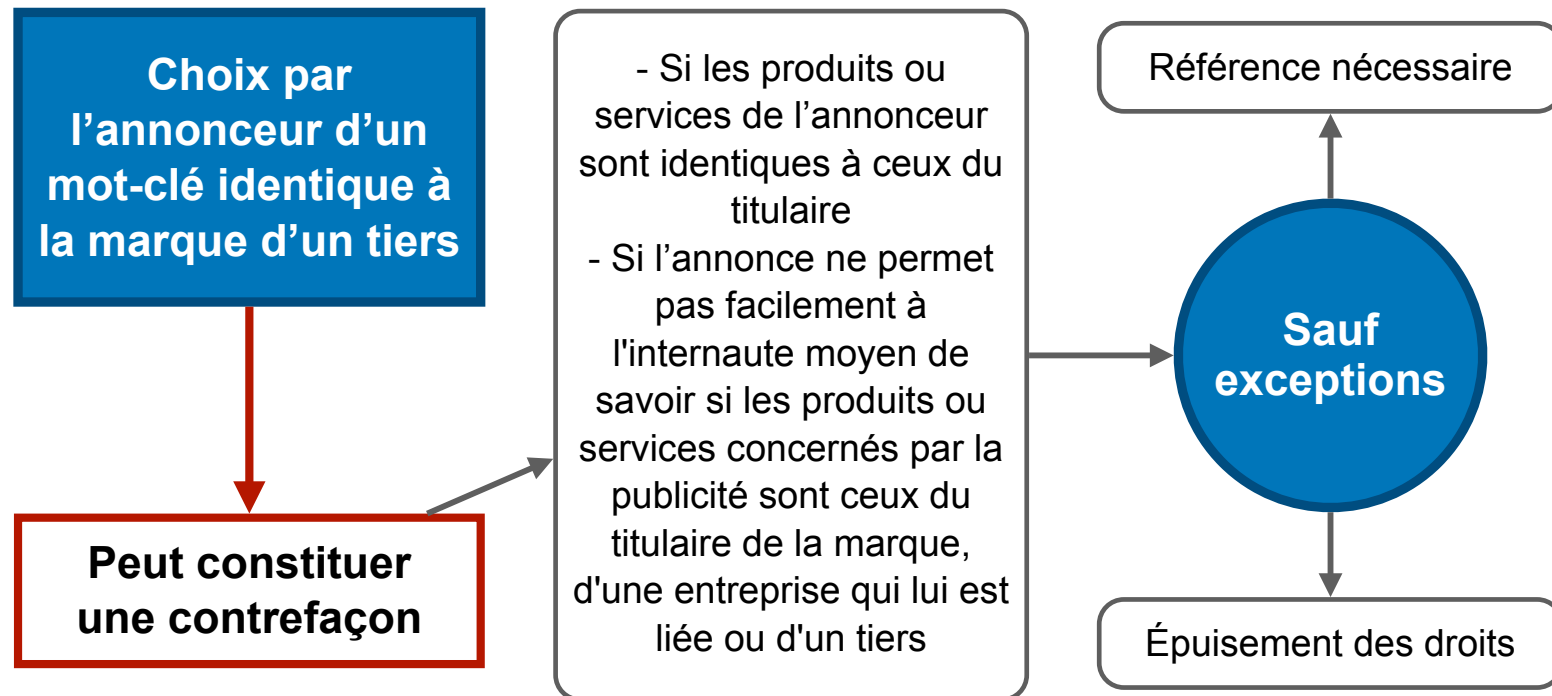 Choix par
l’annonceur d’un
mot-clé identique à
la marque d’un tiers
Peut constituer
une contrefaçon
- Si les produits ou
services de l’annonceur
sont identiques à ceux du
titulaire
- Si l’annonce ne permet
pas facilement à
l'internaute moyen de
savoir si les produits ou
services concernés par la
publicité sont ceux du
titulaire de la marque,
d'une entreprise qui lui est
liée ou d'un tiers
Sauf
exceptions
Référence nécessaire
Épuisement des droits